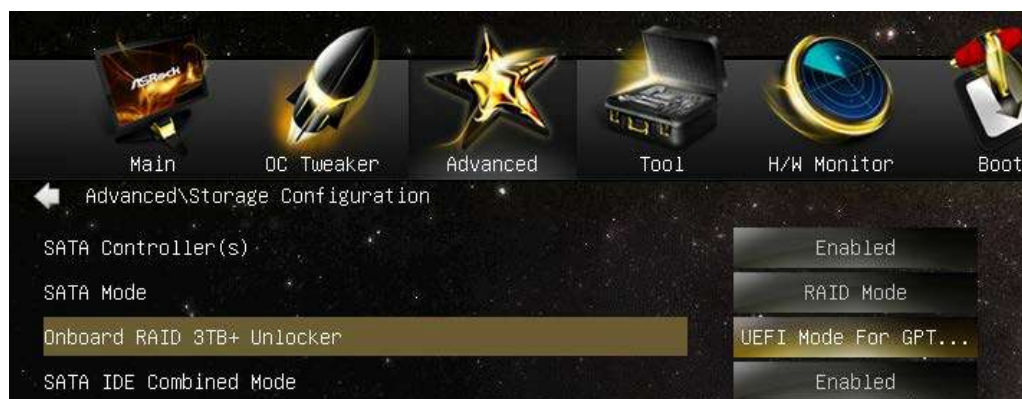 ASRock
Main OC Tweaker Advanced Tool H/W Monitor Boot
Advanced\Storage Configuration
SATA Controller(s) Enabled
SATA Mode RAID Mode
Onboard RAID 3TB+ Unlocker UEFI Mode For GPT...
SATA IDE Combined Mode Enabled